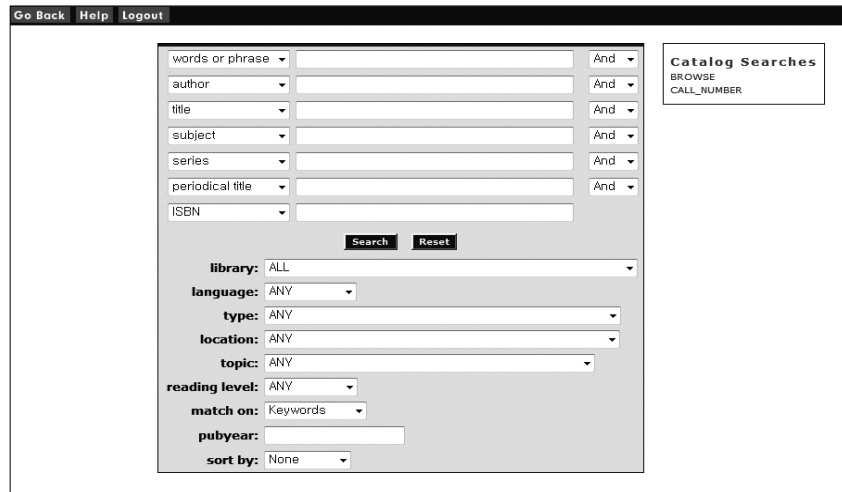 Go Back Help Logout
words or phrase And
author And
title And
subject And
series And
periodical title And
ISBN
Search Reset
library: ALL
language: ANY
type: ANY
location: ANY
topic: ANY
reading level: ANY
match on: Keywords
pubyear:
sort by: None
Catalog Searches
BROWSE
CALL_NUMBER